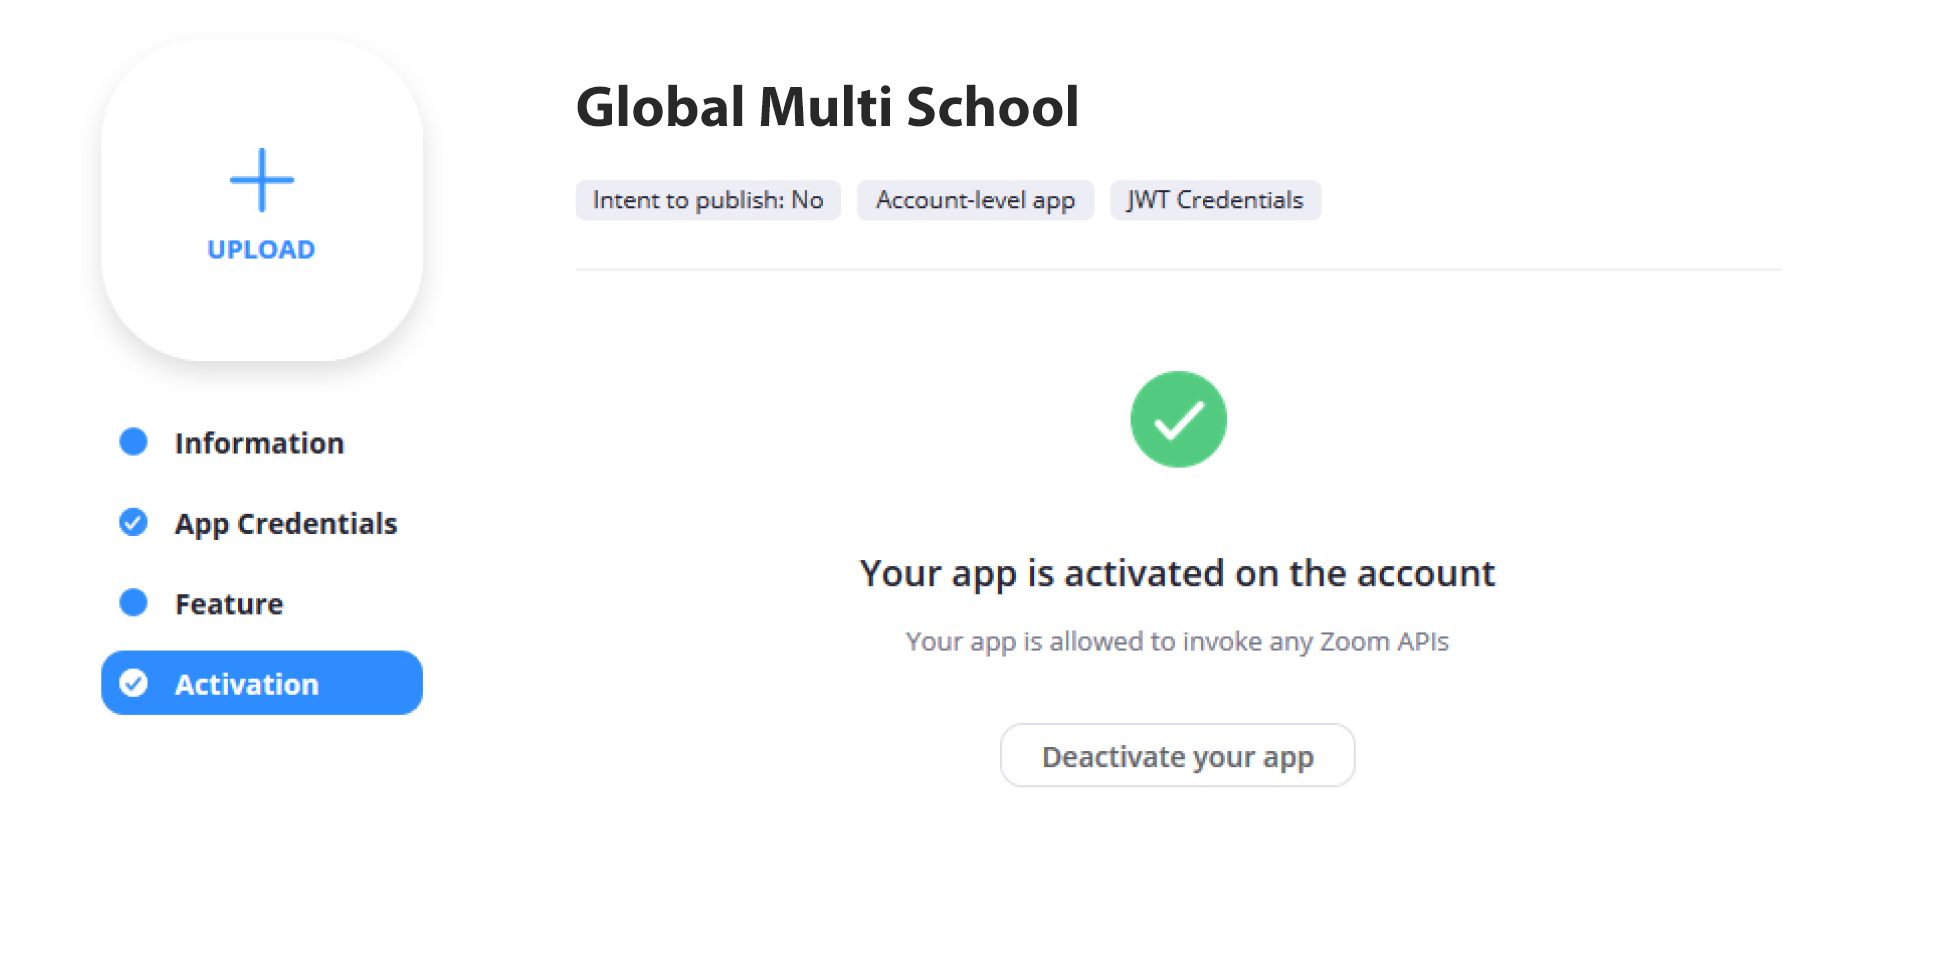 UPLOAD
Information
App Credentials
Feature
Activation
Global Multi School
Intent to publish: No
Account-level app
JWT Credentials
Your app is activated on the account
Your app is allowed to invoke any Zoom APIs
Deactivate your app